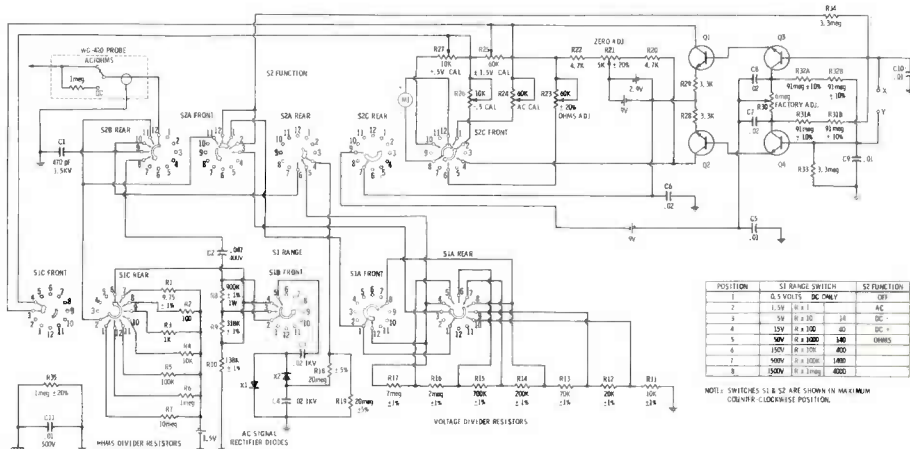 WG-410 PROBE
AC/OHMS
1meg
C1
470 pf
1.5KV
S2B REAR
S2A FRONT
S2 FUNCTION
S2A REAR
S2C REAR
S2C FRONT
M1
R27
10K
.5V CAL
R25
60K
± 1.5V CAL
R26
10K
.5 CAL
R24
60K
AC CAL
R23
60K
± 20%
OHMS ADJ
R22
4.7K
ZERO ADJ
R21
5K ± 20%
R20
4.7K
9V
R29
3.3K
R28
3.3K
Q1
Q2
Q3
Q4
C8
.02
C7
.02
R30
FACTORY ADJ.
R32A
91meg ±10%
R32B
91meg
±10%
R31A
91meg
± 10%
R31B
91meg
± 10%
R34
3.3meg
C10
.01
X
Y
R33
3.3meg
C9
.01
C6
.02
C5
.01
9V
S1C FRONT
S1C REAR
R1
9.75
± 1%
R2
100
R3
1K
R4
10K
R5
100K
R6
1meg
R7
10meg
1.5V
OHMS DIVIDER RESISTORS
R35
1meg ± 20%
C11
.01
500V
C2
.047
400V
R8
900K
± 1%
1W
R9
318K
± 1%
R10
138K
± 1%
S1 RANGE
S1B FRONT
X1
X2
C3
.02 1KV
C4
.02 1KV
R18
20meg
± 5%
R19
20meg
±5%
AC SIGNAL
RECTIFIER DIODES
S1A FRONT
S1A REAR
R17
7meg
±1%
R16
2meg
±1%
R15
700K
±1%
R14
200K
±1%
R13
70K
±1%
R12
20K
±1%
R11
10K
±1%
VOLTAGE DIVIDER RESISTORS
POSITION S1 RANGE SWITCH S2 FUNCTION
1 0.5 VOLTS DC ONLY OFF
2 1.5V R x 1 AC
3 5V R x 10 14 DC -
4 15V R x 100 40 DC +
5 50V R x 1000 140 OHMS
6 150V R x 10K 400
7 500V R x 100K 1400
8 1500V R x 1meg 4000
NOTE: SWITCHES S1 & S2 ARE SHOWN IN MAXIMUM
COUNTER-CLOCKWISE POSITION.